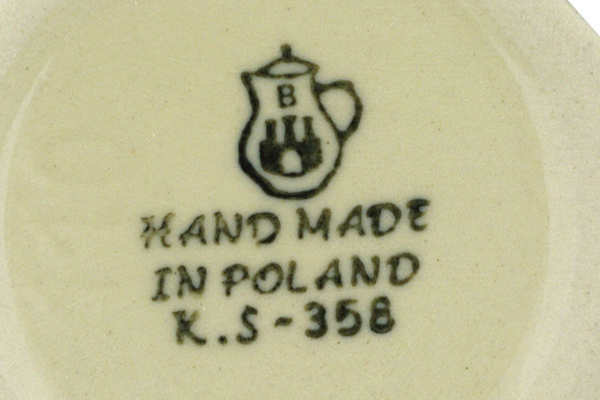 B
HAND MADE
IN POLAND
K.S-358